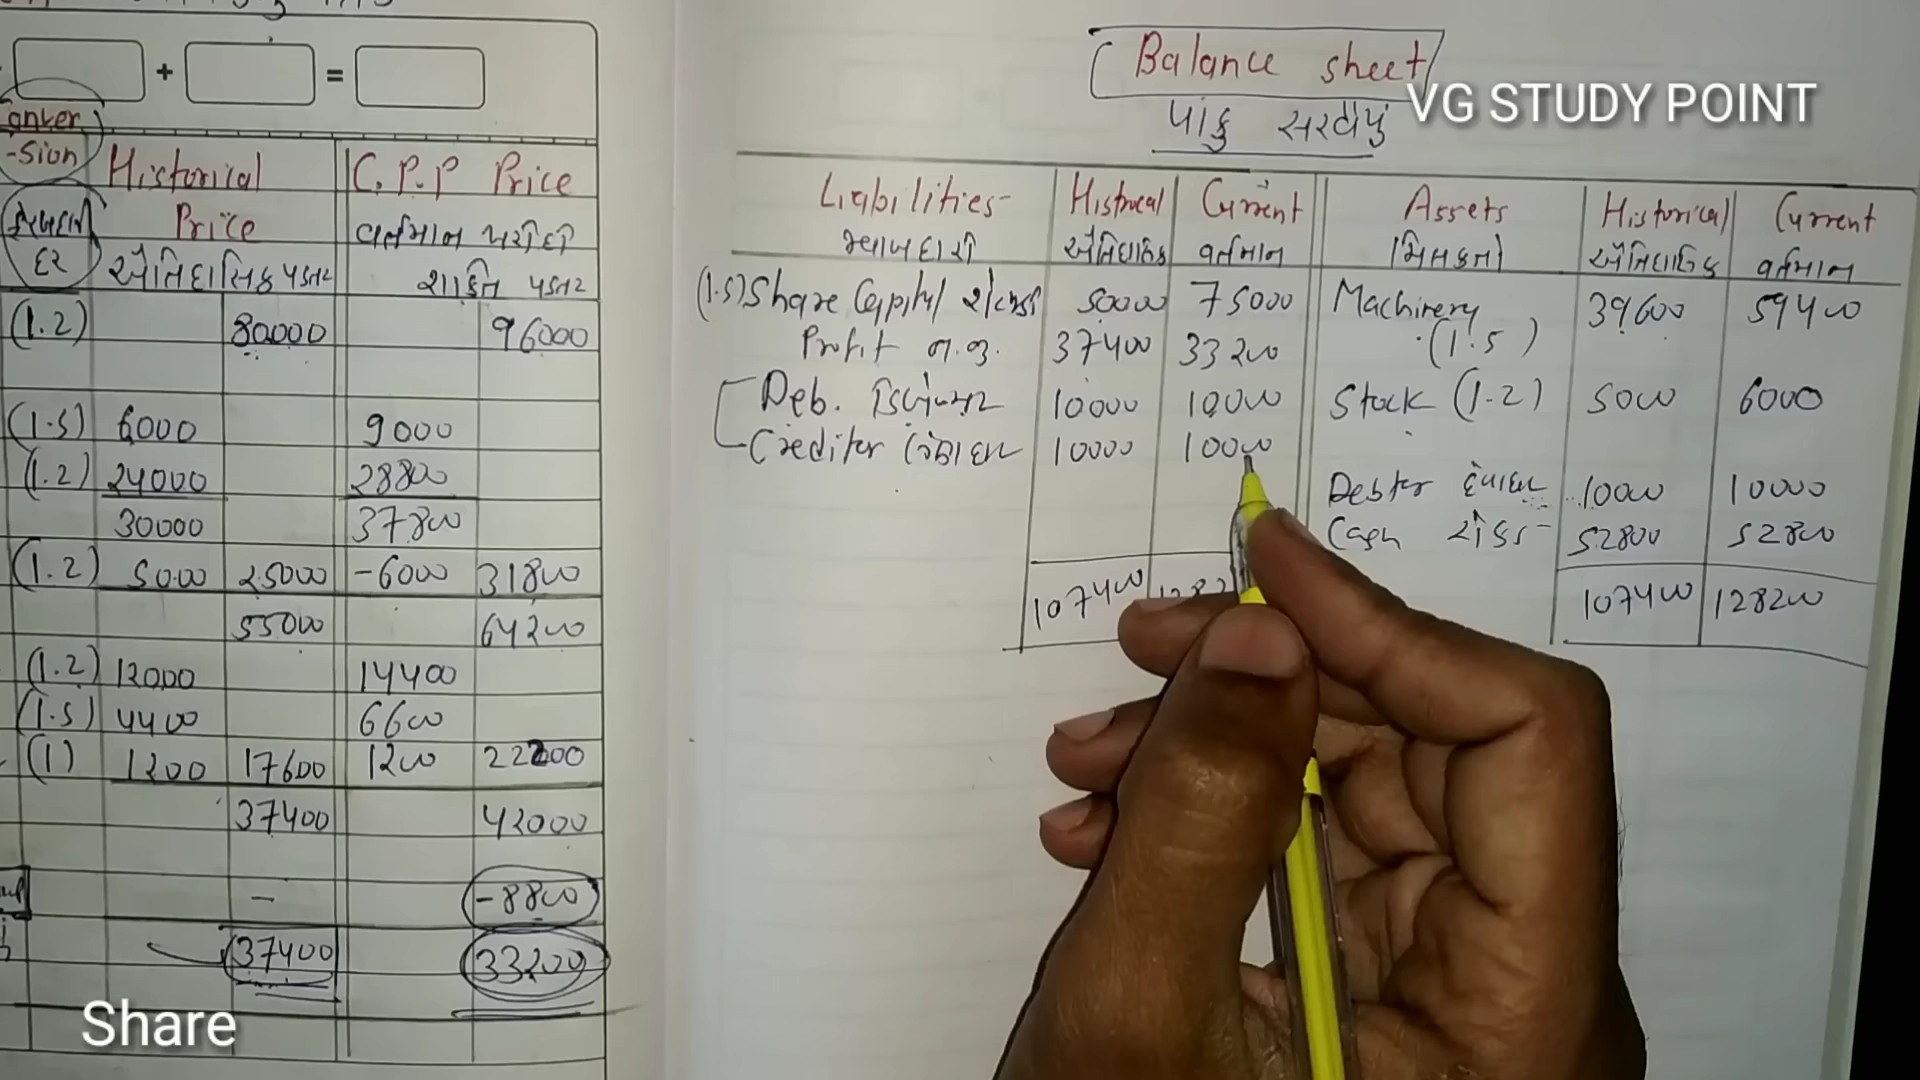 + =
-Sion Historical C.P.P Price
Price વર્તમાન ખરીદ
દર ઐતિહાસિક પડતર શક્તિ પડતર
(1.2) 80000 96000
(1.5) 6000 9000
(1.2) 24000 28800
30000 37800
(1.2) 5000 25000 -6000 31800
55000 64200
(1.2) 12000 14400
(1.5) 4400 6600
(1) 1200 17600 1200 22200
37400 42000
- -8800
37400 33200
Share
Balance sheet
પાકુ સરવૈયુ
VG STUDY POINT
Liabilities Histrocal Current Assets Historical Current
જવાબદારી ઐતિહાસિક વર્તમાન મિલકતો ઐતિહાસિક વર્તમાન
(1.5) Share Capital 50000 75000 Machinery 39600 59400
Profit ન.ગ. 37400 33200 (1.5)
Deb. ડિબેન્ચર 10000 10000 Stock (1.2) 5000 6000
Creditor લેણદાર 10000 10000
Debtor દેવાદાર 10000 10000
Cash રોકડ 52800 52800
107400 107400 128200